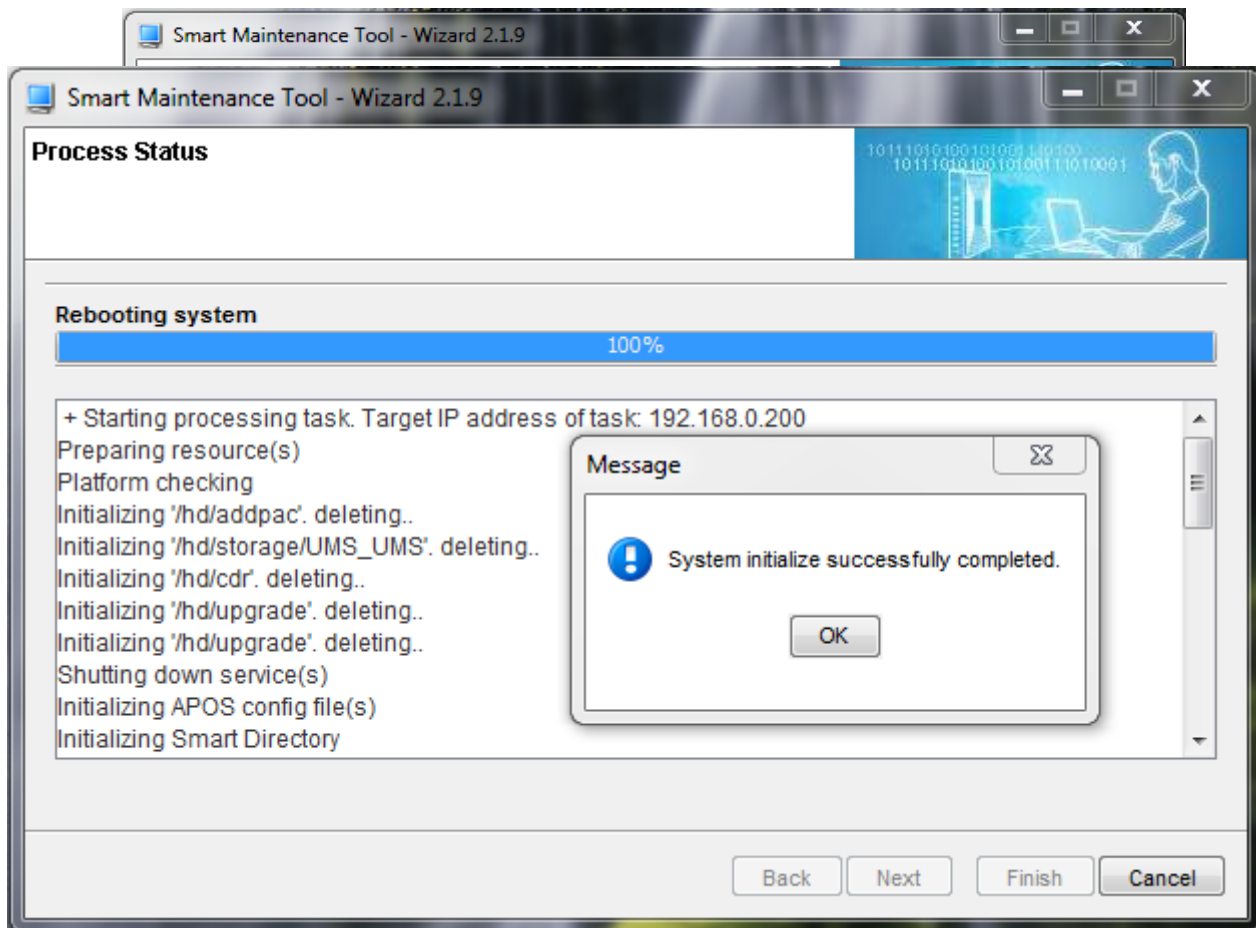 Smart Maintenance Tool - Wizard 2.1.9
Smart Maintenance Tool - Wizard 2.1.9
Process Status
Rebooting system
100%
+ Starting processing task. Target IP address of task: 192.168.0.200
Preparing resource(s)
Platform checking
Initializing '/hd/addpac'. deleting..
Initializing '/hd/storage/UMS_UMS'. deleting..
Initializing '/hd/cdr'. deleting..
Initializing '/hd/upgrade'. deleting..
Initializing '/hd/upgrade'. deleting..
Shutting down service(s)
Initializing APOS config file(s)
Initializing Smart Directory
Message
System initialize successfully completed.
OK
Back Next Finish Cancel